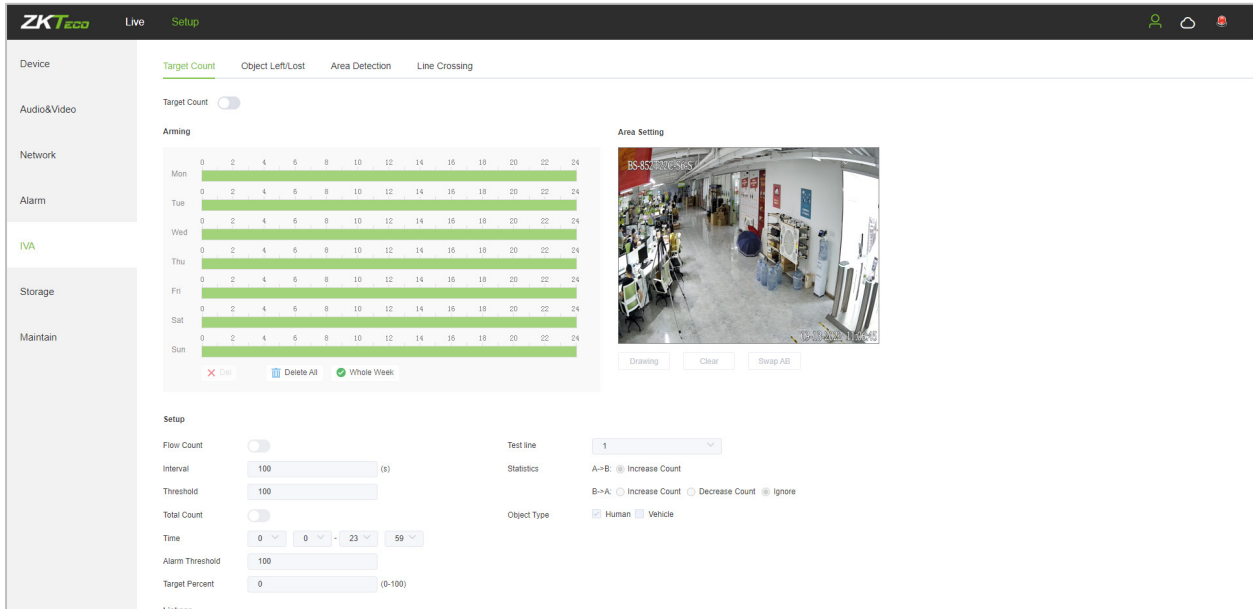 ZKTeco Live Setup
Device
Audio&Video
Network
Alarm
IVA
Storage
Maintain
Target Count Object Left/Lost Area Detection Line Crossing
Target Count
Arming
0 2 4 6 8 10 12 14 16 18 20 22 24
Mon
0 2 4 6 8 10 12 14 16 18 20 22 24
Tue
0 2 4 6 8 10 12 14 16 18 20 22 24
Wed
0 2 4 6 8 10 12 14 16 18 20 22 24
Thu
0 2 4 6 8 10 12 14 16 18 20 22 24
Fri
0 2 4 6 8 10 12 14 16 18 20 22 24
Sat
0 2 4 6 8 10 12 14 16 18 20 22 24
Sun
Del Delete All Whole Week
Area Setting
Drawing Clear Swap AB
Setup
Flow Count
Interval 100 (s)
Threshold 100
Total Count
Time 0 0 - 23 59
Alarm Threshold 100
Target Percent 0 (0-100)
Test line 1
Statistics A->B: Increase Count
B->A: Increase Count Decrease Count Ignore
Object Type Human Vehicle